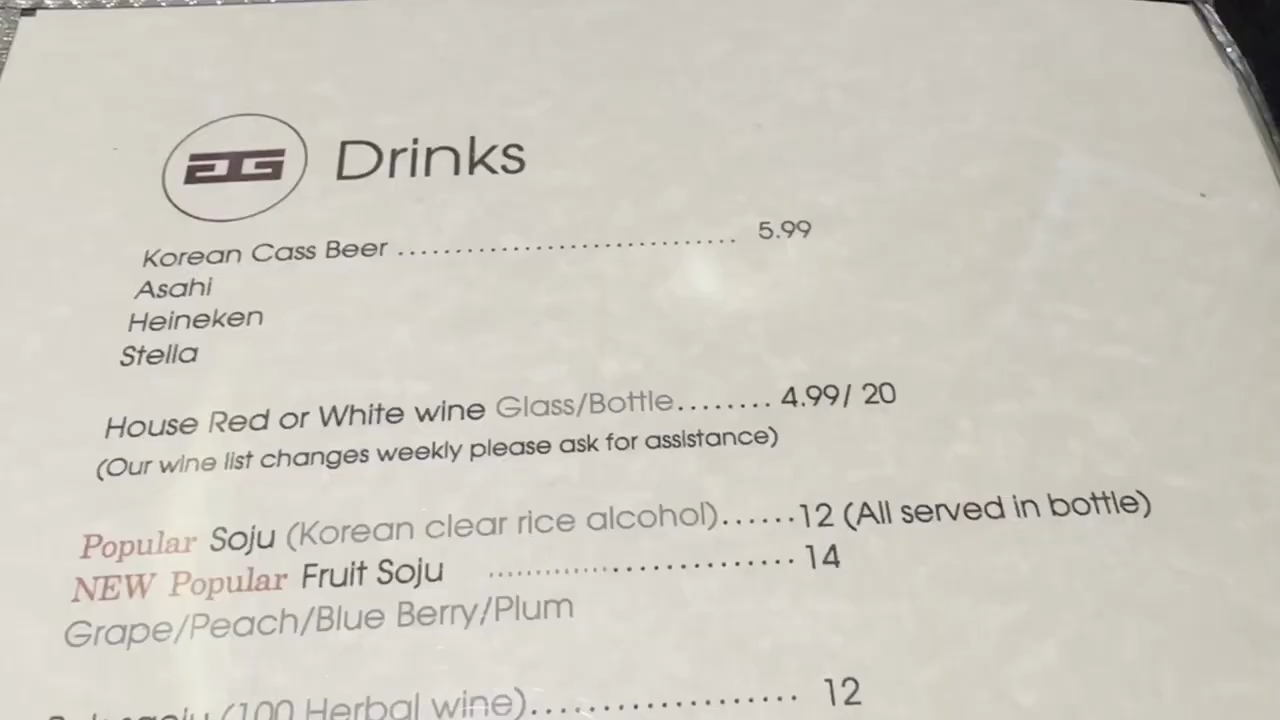 Drinks
Korean Cass Beer .............................. 5.99
Asahi
Heineken
Stella
House Red or White wine Glass/Bottle........ 4.99/ 20
(Our wine list changes weekly please ask for assistance)
Popular Soju (Korean clear rice alcohol)......12 (All served in bottle)
NEW Popular Fruit Soju ............................ 14
Grape/Peach/Blue Berry/Plum
(100 Herbal wine).................... 12